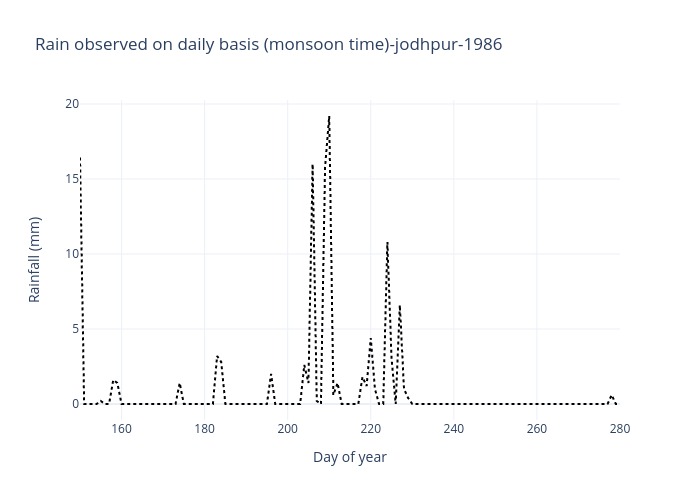 Rain observed on daily basis (monsoon time)-jodhpur-1986
20
15
10
5
0
Rainfall (mm)
160 180 200 220 240 260 280
Day of year